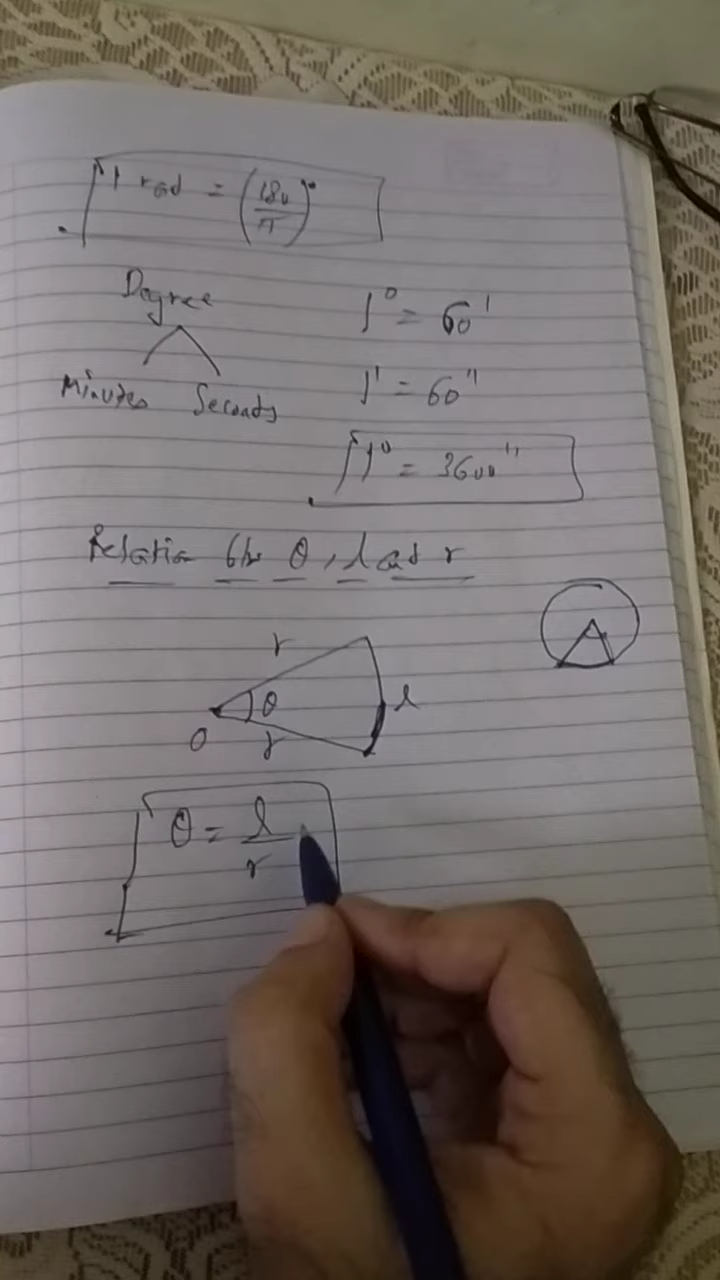 1 rad = (180/π)°
Degree
Minutes Seconds
1° = 60'
1' = 60"
1° = 3600"
Relation b/w θ, l and r
r
θ
l
O
r
θ = l/r